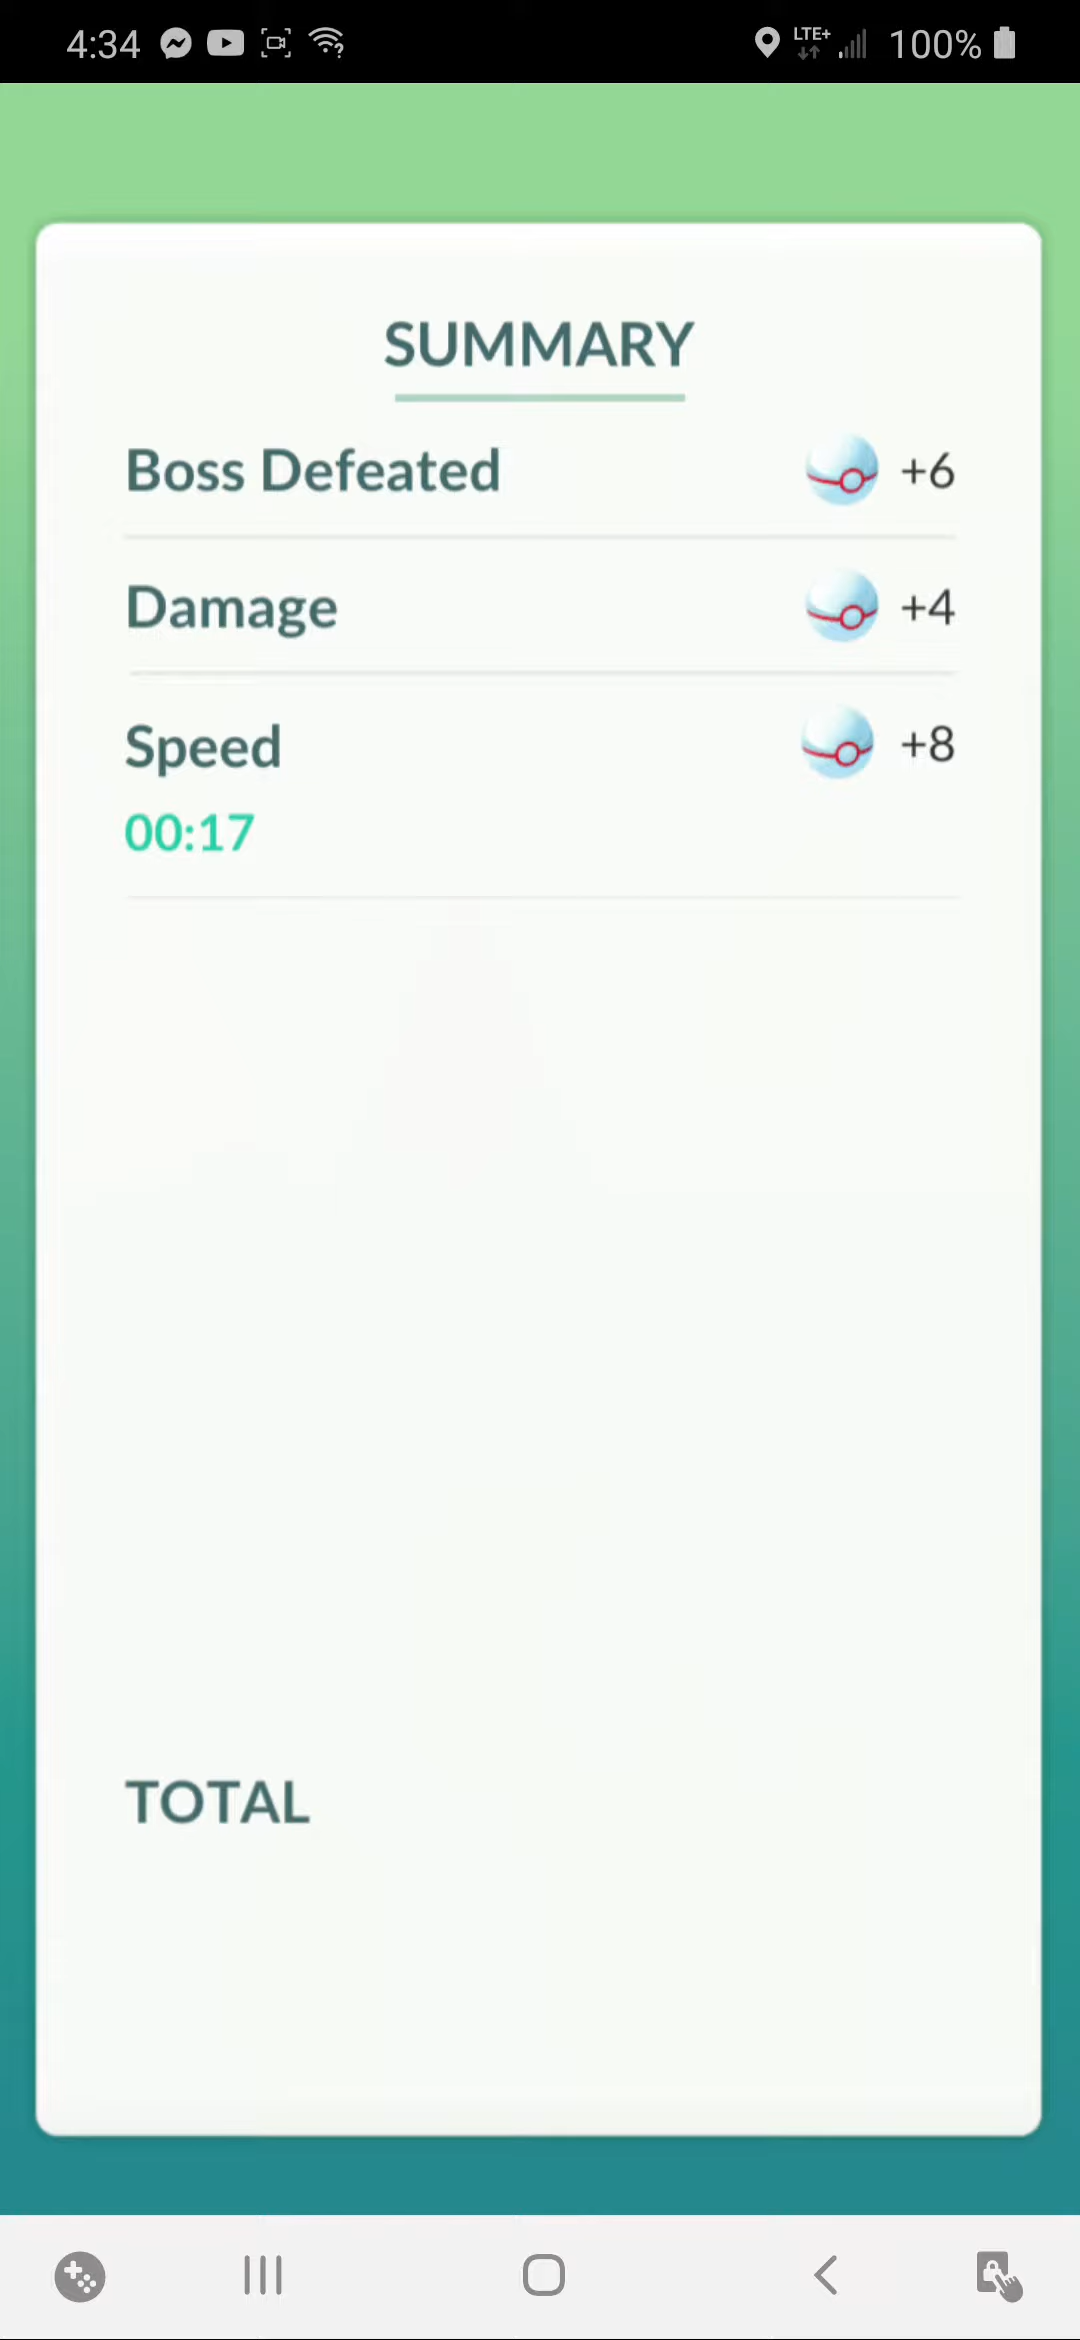 4:34 LTE+ 100%
SUMMARY
Boss Defeated +6
Damage +4
Speed +8
00:17
TOTAL